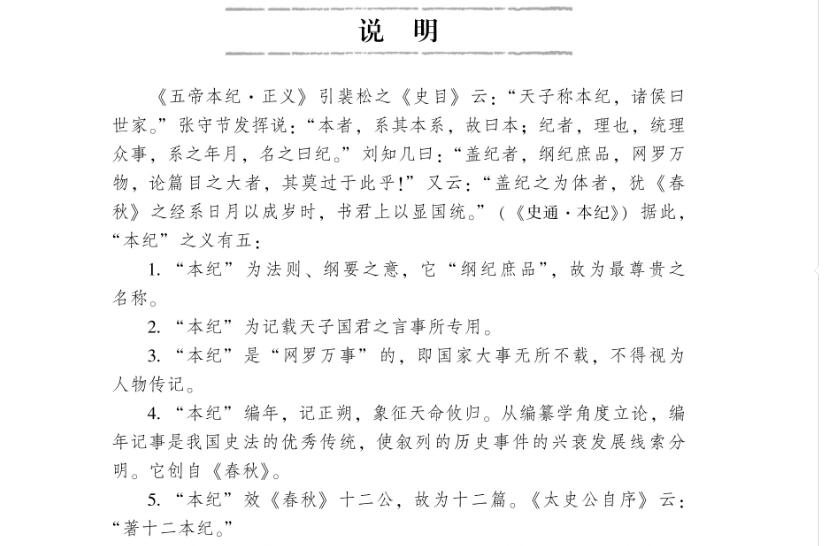 说 明
《五帝本纪·正义》引裴松之《史目》云：“天子称本纪，诸侯曰
世家。”张守节发挥说：“本者，系其本系，故曰本；纪者，理也，统理
众事，系之年月，名之曰纪。”刘知几曰：“盖纪者，纲纪庶品，网罗万
物，论篇目之大者，其莫过于此乎！”又云：“盖纪之为体者，犹《春
秋》之经系日月以成岁时，书君上以显国统。”（《史通·本纪》）据此，
“本纪”之义有五：
1. “本纪”为法则、纲要之意，它“纲纪庶品”，故为最尊贵之
名称。
2. “本纪”为记载天子国君之言事所专用。
3. “本纪”是“网罗万事”的，即国家大事无所不载，不得视为
人物传记。
4. “本纪”编年，记正朔，象征天命攸归。从编纂学角度立论，编
年记事是我国史法的优秀传统，使叙列的历史事件的兴衰发展线索分
明。它创自《春秋》。
5. “本纪”效《春秋》十二公，故为十二篇。《太史公自序》云：
“著十二本纪。”